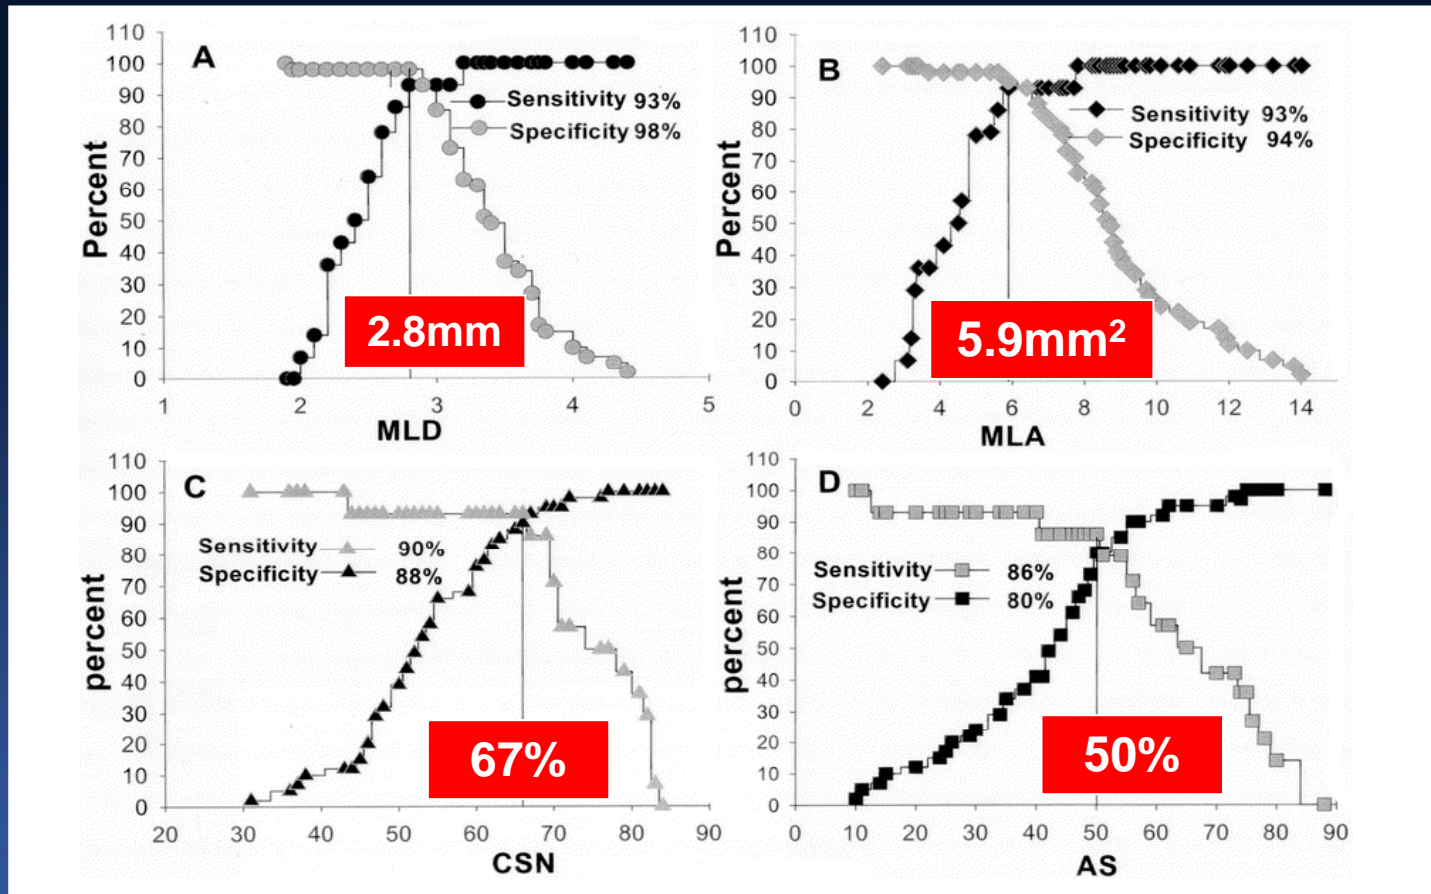 A
110
100
90
80
70
60
50
40
30
20
10
0
Percent
Sensitivity 93%
Specificity 98%
2.8mm
1 2 3 4 5
MLD
B
110
100
90
80
70
60
50
40
30
20
10
0
Percent
Sensitivity 93%
Specificity 94%
5.9mm²
0 2 4 6 8 10 12 14
MLA
C
110
100
90
80
70
60
50
40
30
20
10
0
percent
Sensitivity 90%
Specificity 88%
67%
20 30 40 50 60 70 80 90
CSN
D
110
100
90
80
70
60
50
40
30
20
10
0
percent
Sensitivity 86%
Specificity 80%
50%
0 10 20 30 40 50 60 70 80 90
AS